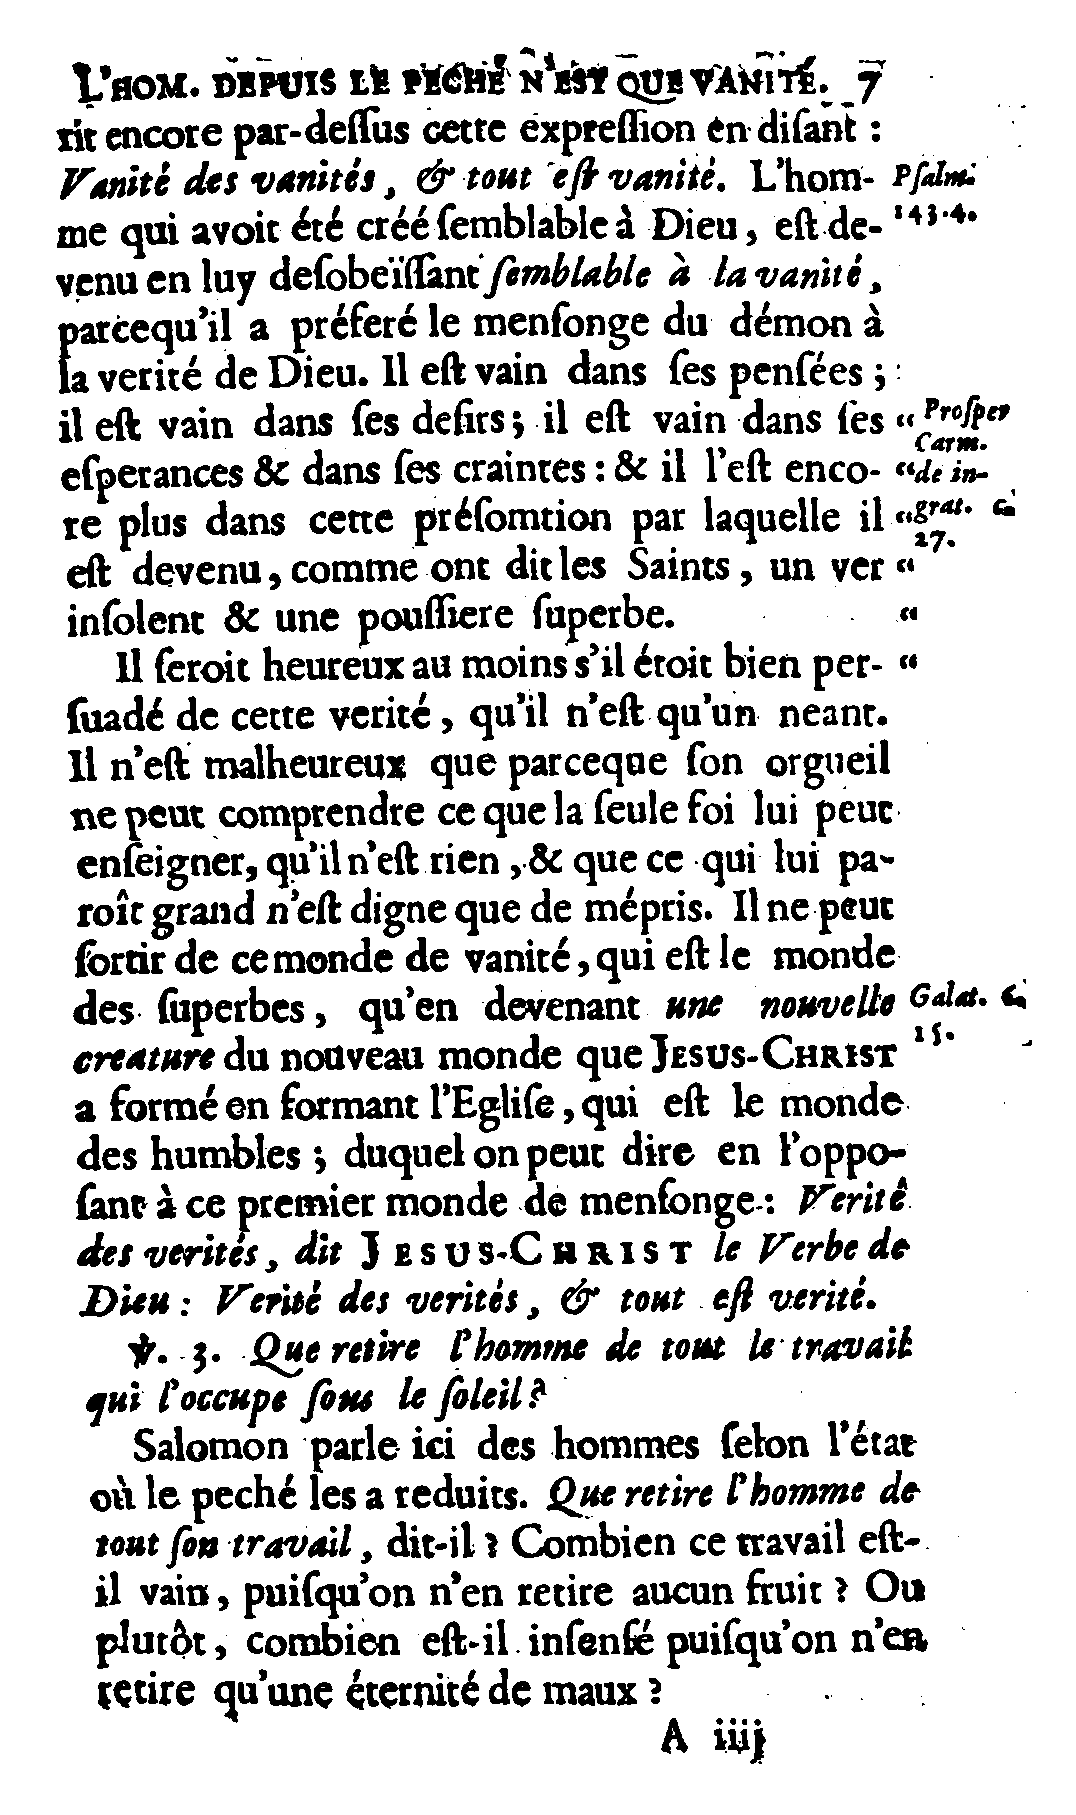 L'HOM. DEPUIS LE PECHÉ N'EST QUE VANITÉ. 7
rit encore par-deſſus cette expreſſion en diſant :
Vanité des vanités, & tout eſt vanité. L'hom- Pſalm.
me qui avoit été créé ſemblable à Dieu, eſt de- 143.4.
venu en luy deſobeïſſant ſemblable à la vanité,
parcequ'il a préferé le menſonge du démon à
la verité de Dieu. Il eſt vain dans ſes penſées ;
il eſt vain dans ſes deſirs ; il eſt vain dans ſes " Proſper
Carm.
eſperances & dans ſes craintes : & il l'eſt enco- " de in-
re plus dans cette préſomtion par laquelle il " grat. c.
27.
eſt devenu, comme ont dit les Saints, un ver "
inſolent & une pouſſiere ſuperbe. "
Il ſeroit heureux au moins s'il étoit bien per- "
ſuadé de cette verité, qu'il n'eſt qu'un neant.
Il n'eſt malheureux que parceque ſon orgueil
ne peut comprendre ce que la ſeule foi lui peut
enſeigner, qu'il n'eſt rien, & que ce qui lui pa-
roît grand n'eſt digne que de mépris. Il ne peut
ſortir de ce monde de vanité, qui eſt le monde
des ſuperbes, qu'en devenant une nouvelle Galat. 6.
creature du nouveau monde que JESUS-CHRIST 15.
a formé en formant l'Egliſe, qui eſt le monde
des humbles ; duquel on peut dire en l'oppo-
ſant à ce premier monde de menſonge : Verité
des verités, dit JESUS-CHRIST le Verbe de
Dieu : Verité des verités, & tout eſt verité.
℣. 3. Que retire l'homme de tout le travail
qui l'occupe ſous le ſoleil ?
Salomon parle ici des hommes ſelon l'état
où le peché les a reduits. Que retire l'homme de
tout ſon travail, dit-il ? Combien ce travail eſt-
il vain, puiſqu'on n'en retire aucun fruit ? Ou
plutôt, combien eſt-il inſenſé puiſqu'on n'en
retire qu'une éternité de maux ?
A iiij